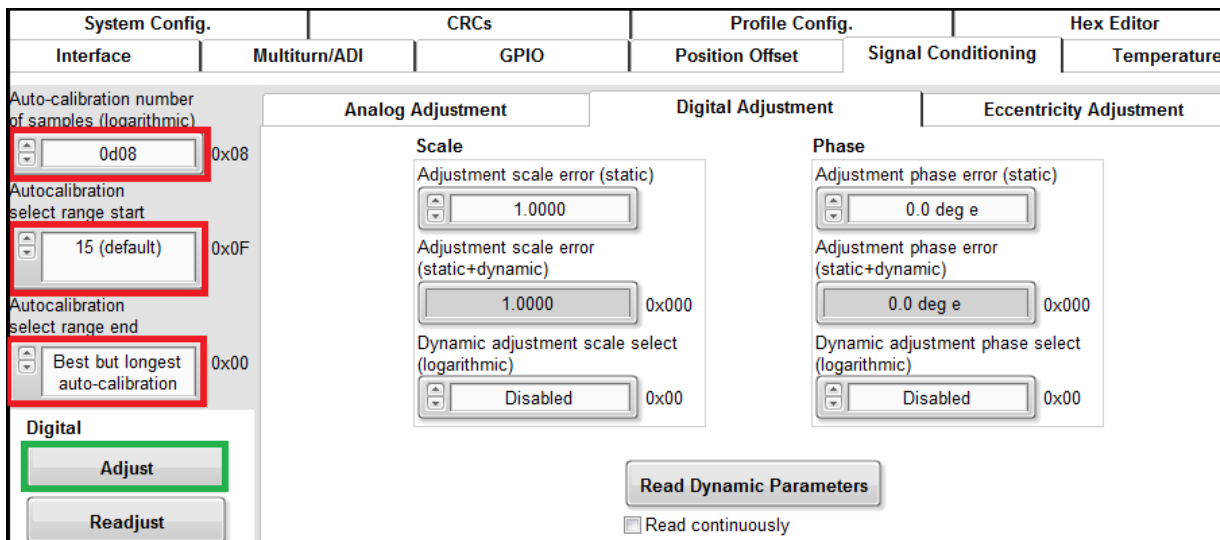 System Config.
CRCs
Profile Config.
Hex Editor
Interface
Multiturn/ADI
GPIO
Position Offset
Signal Conditioning
Temperature
Auto-calibration number
of samples (logarithmic)
0d08
0x08
Autocalibration
select range start
15 (default)
0x0F
Autocalibration
select range end
Best but longest
auto-calibration
0x00
Digital
Adjust
Readjust
Analog Adjustment
Digital Adjustment
Eccentricity Adjustment
Scale
Adjustment scale error (static)
1.0000
Adjustment scale error
(static+dynamic)
1.0000
0x000
Dynamic adjustment scale select
(logarithmic)
Disabled
0x00
Phase
Adjustment phase error (static)
0.0 deg e
Adjustment phase error
(static+dynamic)
0.0 deg e
0x000
Dynamic adjustment phase select
(logarithmic)
Disabled
0x00
Read Dynamic Parameters
Read continuously